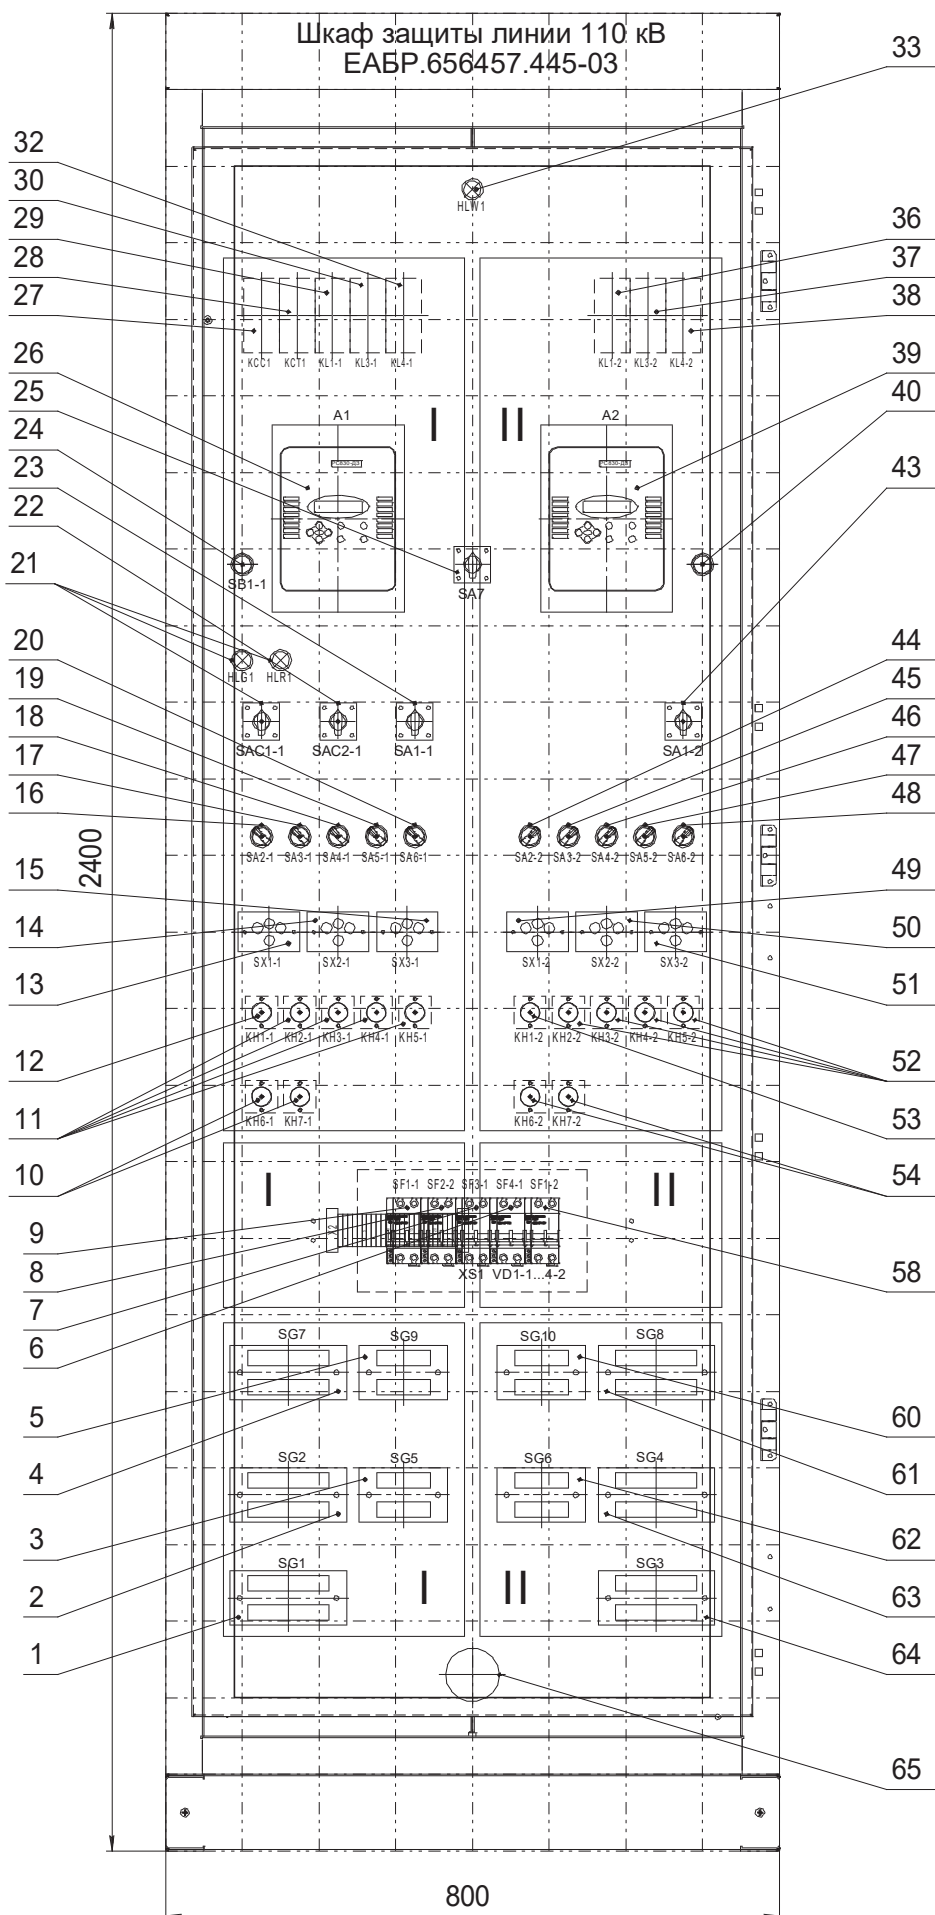 Шкаф защиты линии 110 кВ
ЕАБР.656457.445-03
33
32
30
29
28
27
HLW1
36
37
38
KCC1 KCT1 KL1-1 KL3-1 KL4-1
KL1-2 KL3-2 KL4-2
26
25
24
23
22
21
39
40
43
A1 I II A2
РС830-ДЗ РС830-ДЗ
SB1-1 SA7
HLG1 HLR1
20
19
18
17
16
44
45
46
47
48
SAC1-1 SAC2-1 SA1-1 SA1-2
SA2-1 SA3-1 SA4-1 SA5-1 SA6-1
SA2-2 SA3-2 SA4-2 SA5-2 SA6-2
2400
15
14
13
49
50
51
SX1-1 SX2-1 SX3-1
SX1-2 SX2-2 SX3-2
12
11
10
52
53
54
KH1-1 KH2-1 KH3-1 KH4-1 KH5-1
KH1-2 KH2-2 KH3-2 KH4-2 KH5-2
KH6-1 KH7-1 KH6-2 KH7-2
I II
9
8
7
6
58
SF1-1 SF2-2 SF3-1 SF4-1 SF1-2
XS1 VD1-1...4-2
SG7 SG9 SG10 SG8
5
4
60
61
SG2 SG5 SG6 SG4
3
2
1
62
63
64
SG1 I II SG3
65
800